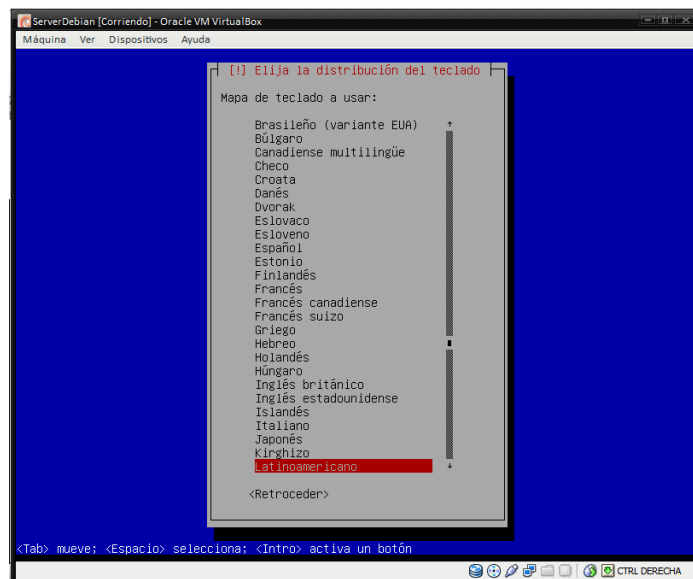 ServerDebian [Corriendo] - Oracle VM VirtualBox
Máquina Ver Dispositivos Ayuda
[!] Elija la distribución del teclado
Mapa de teclado a usar:
Brasileño (variante EUA)
Búlgaro
Canadiense multilingüe
Checo
Croata
Danés
Dvorak
Eslovaco
Esloveno
Español
Estonio
Finlandés
Francés
Francés canadiense
Francés suizo
Griego
Hebreo
Holandés
Húngaro
Inglés británico
Inglés estadounidense
Islandés
Italiano
Japonés
Kirghizo
Latinoamericano
<Retroceder>
<Tab> mueve; <Espacio> selecciona; <Intro> activa un botón
CTRL DERECHA